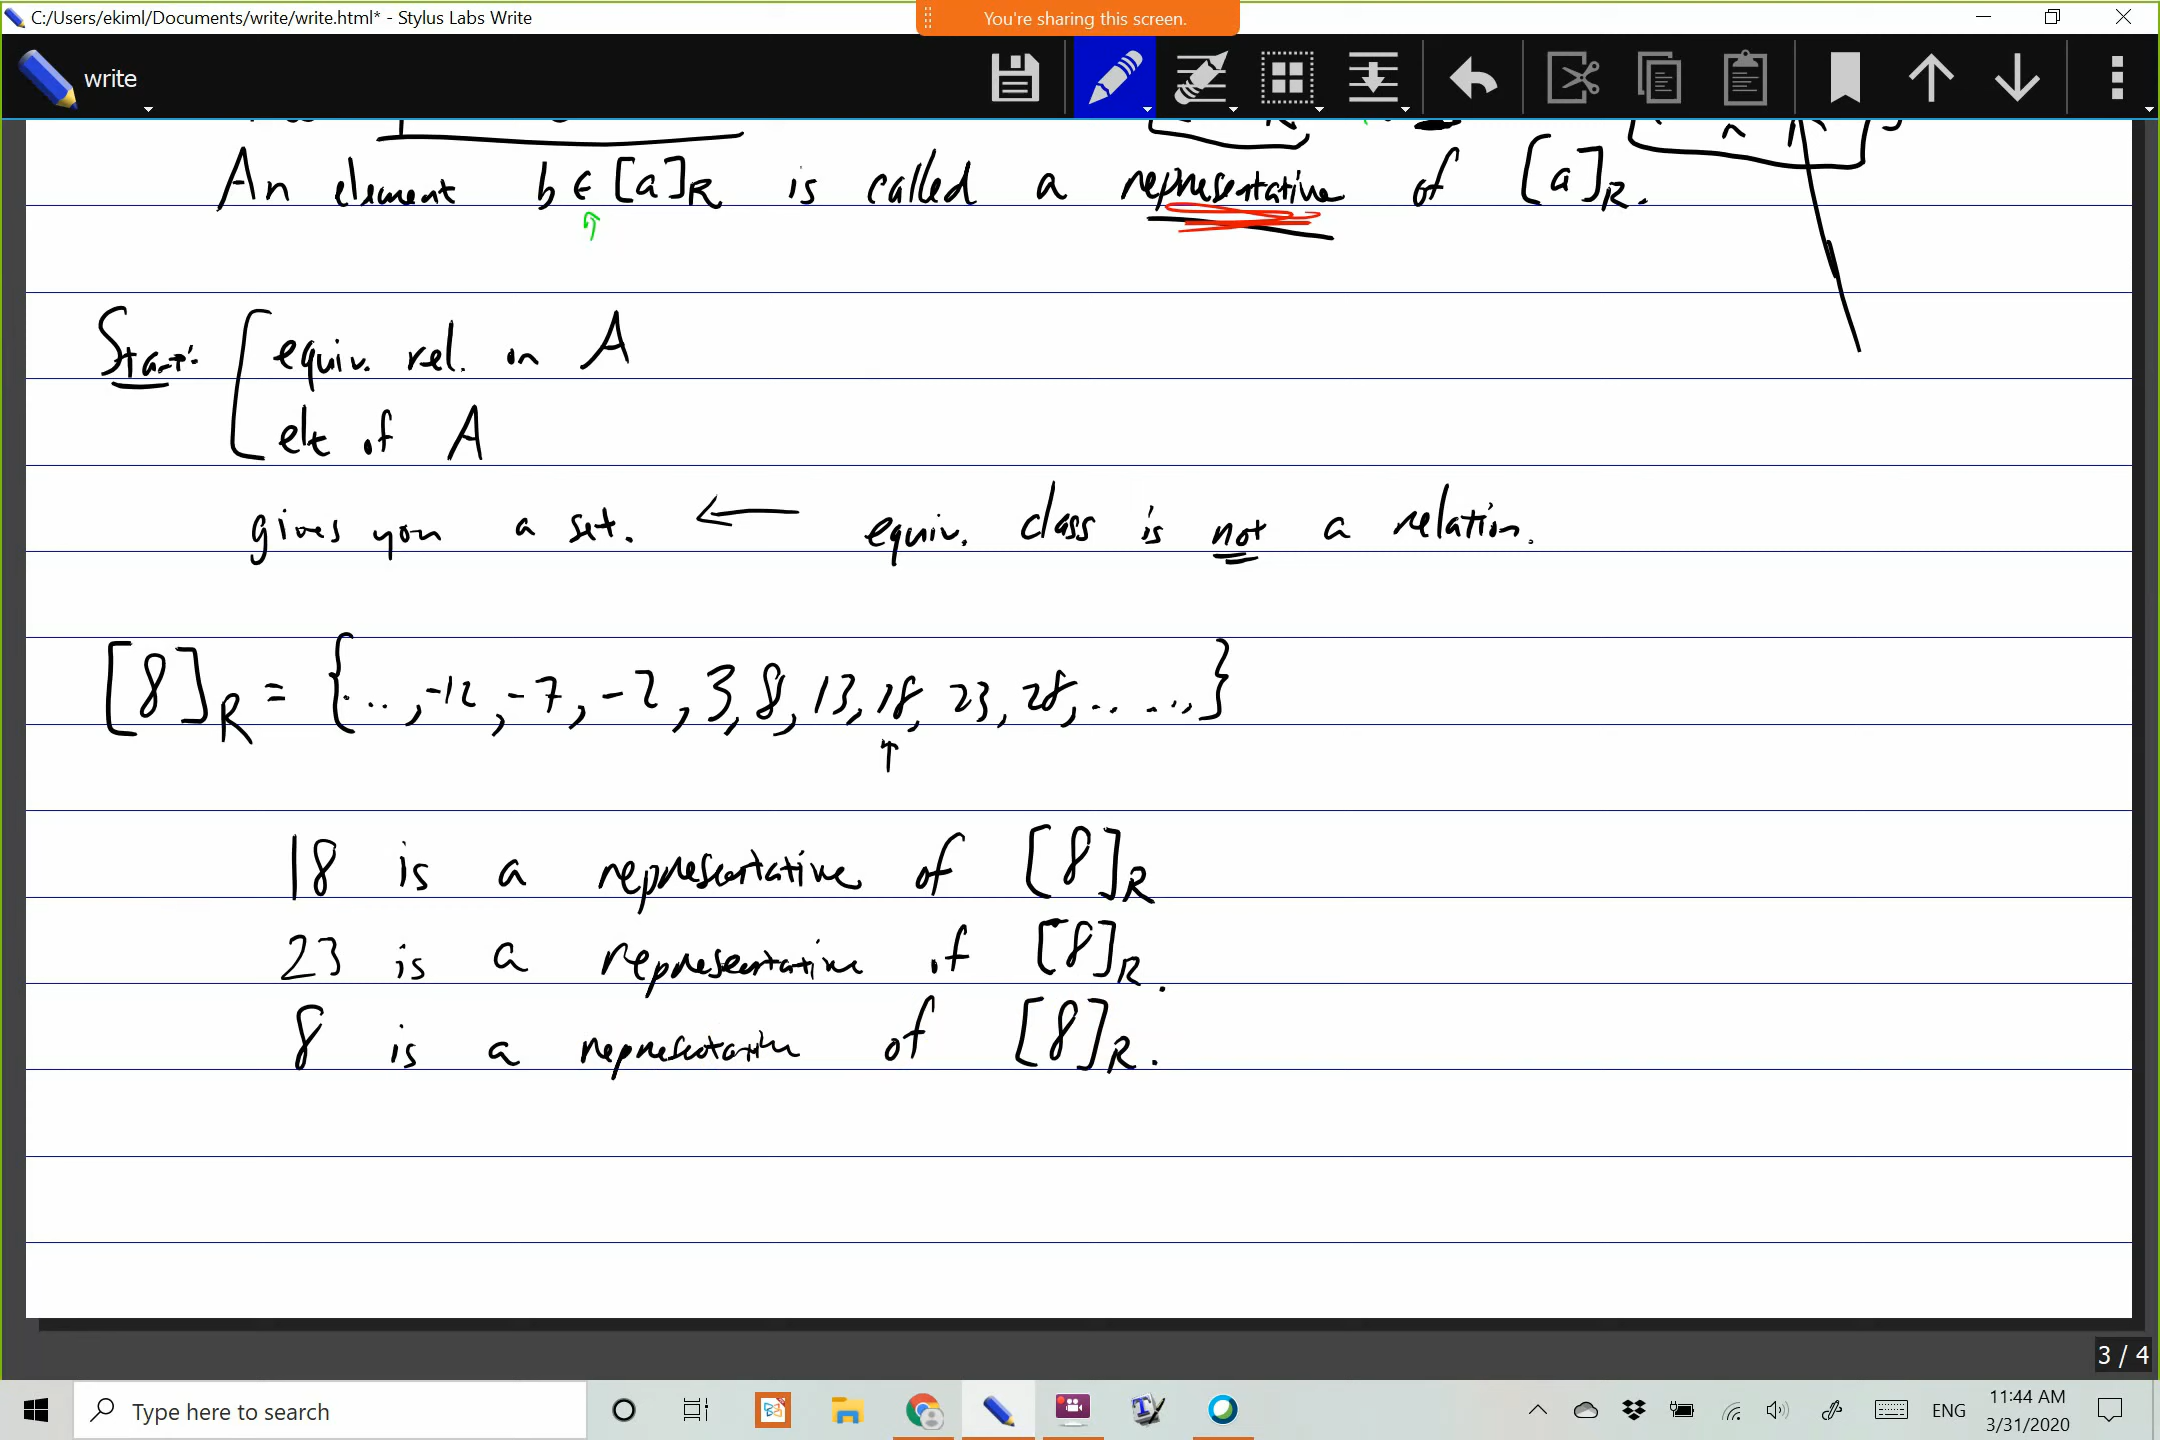 C:/Users/ekiml/Documents/write/write.html* - Stylus Labs Write
You're sharing this screen.
write
An element b ∈ [a]R is called a representative of [a]R.
Start: equiv. rel. on A
elt of A
gives you a set. ← equiv. class is not a relation.
[8]R = {..., -12, -7, -2, 3, 8, 13, 18, 23, 28, .....,}
↑
18 is a representative of [8]R
23 is a representative of [8]R.
8 is a representative of [8]R.
3 / 4
Type here to search
ENG
11:44 AM
3/31/2020